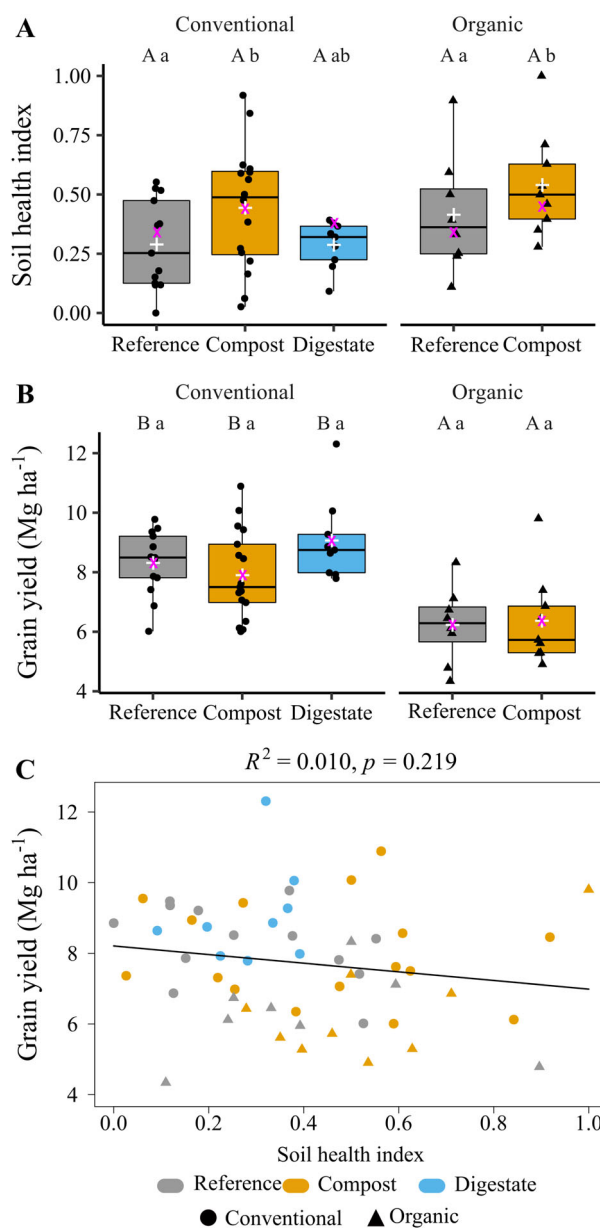 A
Conventional Organic
A a A b A ab A a A b
Soil health index
1.00
0.75
0.50
0.25
0.00
Reference Compost Digestate Reference Compost
B
Conventional Organic
B a B a B a A a A a
Grain yield (Mg ha⁻¹)
12
10
8
6
4
Reference Compost Digestate Reference Compost
C
R² = 0.010, p = 0.219
Grain yield (Mg ha⁻¹)
12
10
8
6
4
0.0 0.2 0.4 0.6 0.8 1.0
Soil health index
Reference Compost Digestate
Conventional Organic